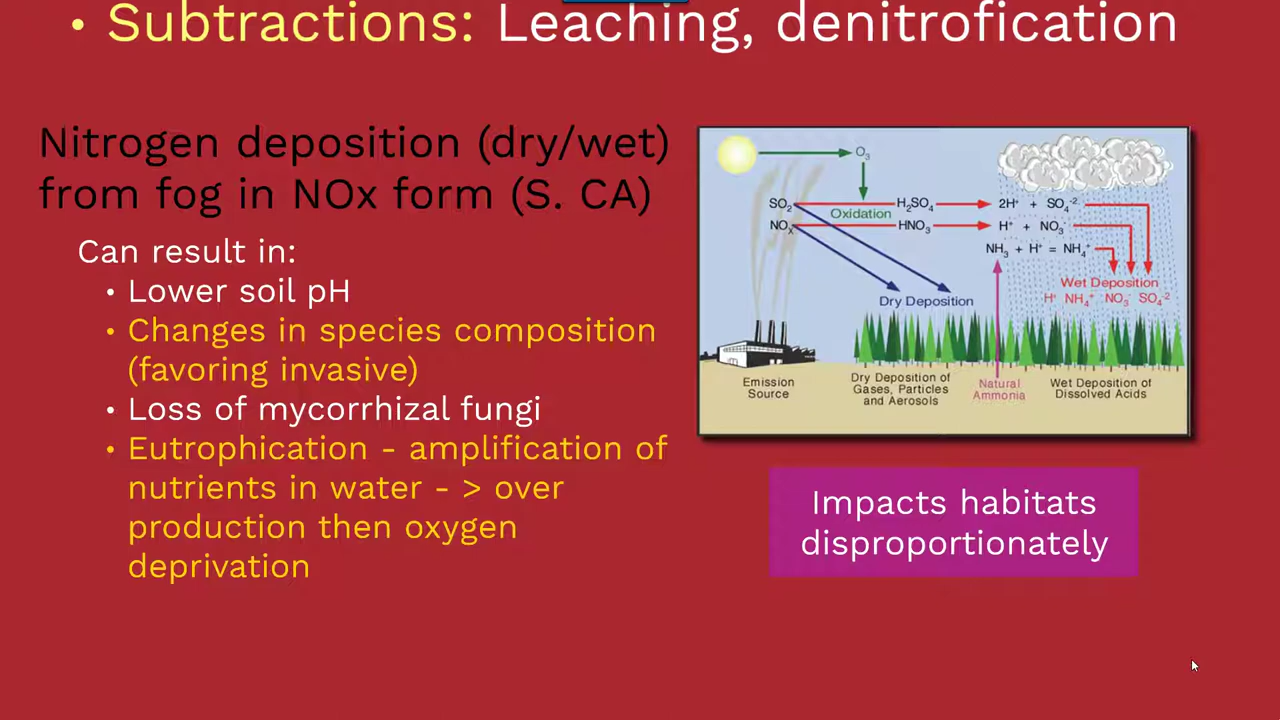 • Subtractions: Leaching, denitrofication
Nitrogen deposition (dry/wet)
from fog in NOx form (S. CA)
Can result in:
• Lower soil pH
• Changes in species composition
(favoring invasive)
• Loss of mycorrhizal fungi
• Eutrophication - amplification of
nutrients in water - > over
production then oxygen
deprivation
O₃
SO₂
Oxidation
H₂SO₄
2H⁺ + SO₄⁻²
NOₓ
HNO₃
H⁺ + NO₃⁻
NH₃ + H⁺ = NH₄⁺
Wet Deposition
H⁺ NH₄⁺ NO₃⁻ SO₄⁻²
Dry Deposition
Emission
Source
Dry Deposition of
Gases, Particles
and Aerosols
Natural
Ammonia
Wet Deposition of
Dissolved Acids
Impacts habitats
disproportionately